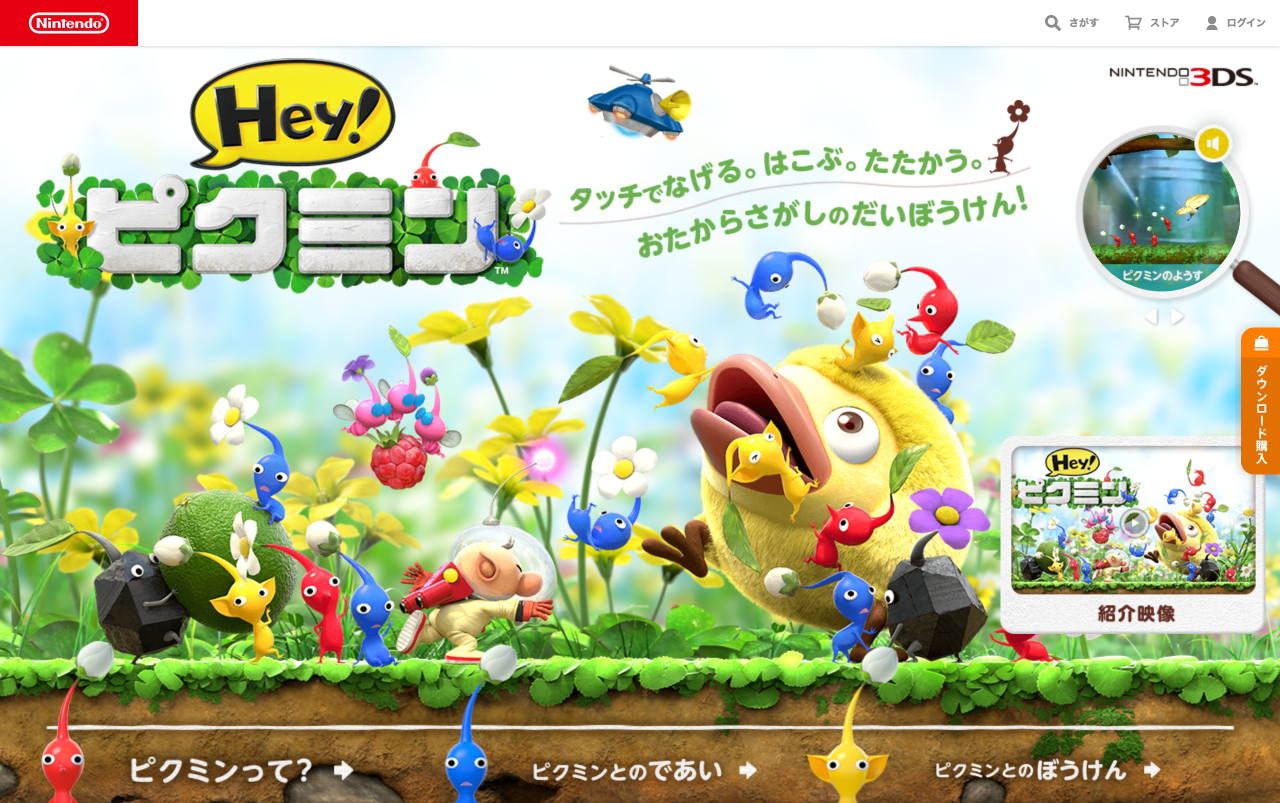 Nintendo
さがす
ストア
ログイン
Hey!
ピクミン
TM
タッチでなげる。はこぶ。たたかう。
おたからさがしのだいぼうけん!
NINTENDO3DS
ピクミンのようす
ダウンロード購入
Hey!
ピクミン
紹介映像
ピクミンって?
ピクミンとのであい
ピクミンとのぼうけん